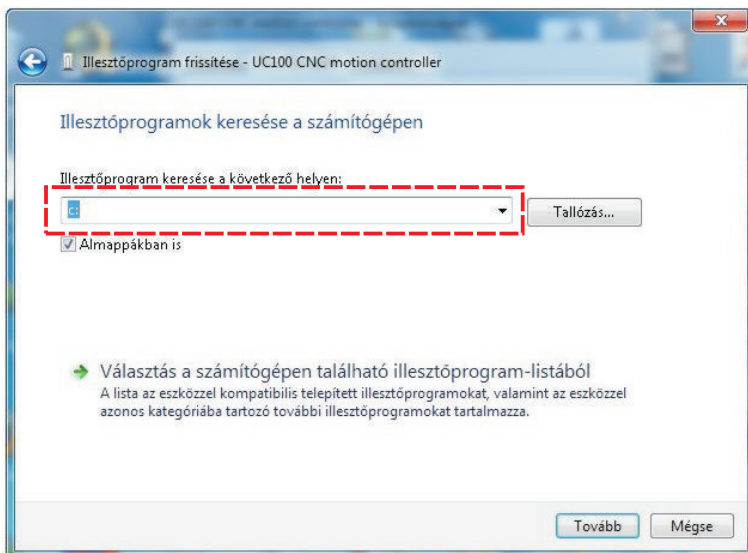 Illesztőprogram frissítése - UC100 CNC motion controller
Illesztőprogramok keresése a számítógépen
Illesztőprogram keresése a következő helyen:
c:
Tallózás...
Almappákban is
Választás a számítógépen található illesztőprogram-listából
A lista az eszközzel kompatibilis telepített illesztőprogramokat, valamint az eszközzel
azonos kategóriába tartozó további illesztőprogramokat tartalmazza.
Tovább
Mégse